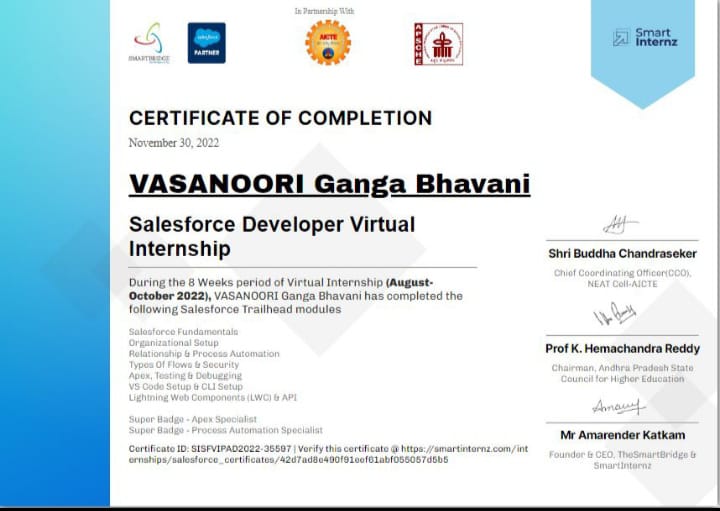 In Partnership With
SMARTBRIDGE
salesforce
PARTNER
AICTE
APSCHE
Smart
Internz
CERTIFICATE OF COMPLETION
November 30, 2022
VASANOORI Ganga Bhavani
Salesforce Developer Virtual
Internship
During the 8 Weeks period of Virtual Internship (August-
October 2022), VASANOORI Ganga Bhavani has completed the
following Salesforce Trailhead modules
Salesforce Fundamentals
Organizational Setup
Relationship & Process Automation
Types Of Flows & Security
Apex, Testing & Debugging
VS Code Setup & CLI Setup
Lightning Web Components (LWC) & API
Super Badge - Apex Specialist
Super Badge - Process Automation Specialist
Certificate ID: SISFVIPAD2022-35597 | Verify this certificate @ https://smartinternz.com/int
ernships/salesforce_certificates/42d7ad8e490f91eef61abf055057d5b5
Shri Buddha Chandraseker
Chief Coordinating Officer(CCO),
NEAT Cell-AICTE
Prof K. Hemachandra Reddy
Chairman, Andhra Pradesh State
Council for Higher Education
Mr Amarender Katkam
Founder & CEO, TheSmartBridge &
SmartInternz